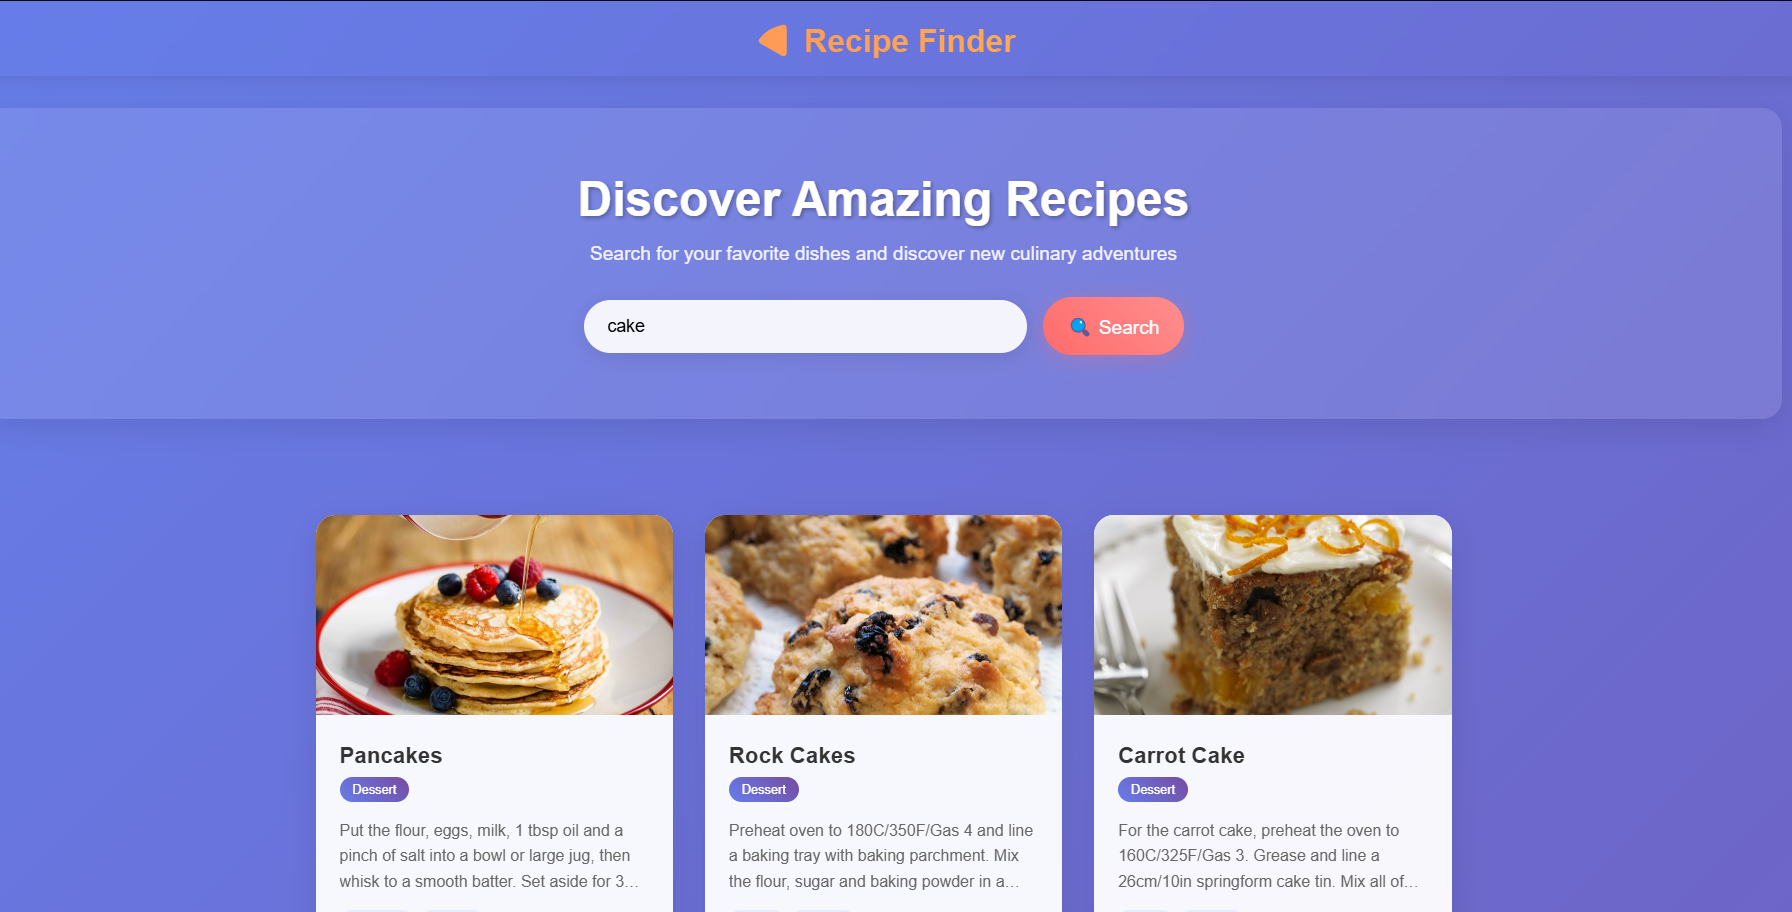 Recipe Finder
Discover Amazing Recipes
Search for your favorite dishes and discover new culinary adventures
cake
Search
Pancakes
Dessert
Put the flour, eggs, milk, 1 tbsp oil and a
pinch of salt into a bowl or large jug, then
whisk to a smooth batter. Set aside for 3...
Rock Cakes
Dessert
Preheat oven to 180C/350F/Gas 4 and line
a baking tray with baking parchment. Mix
the flour, sugar and baking powder in a...
Carrot Cake
Dessert
For the carrot cake, preheat the oven to
160C/325F/Gas 3. Grease and line a
26cm/10in springform cake tin. Mix all of...